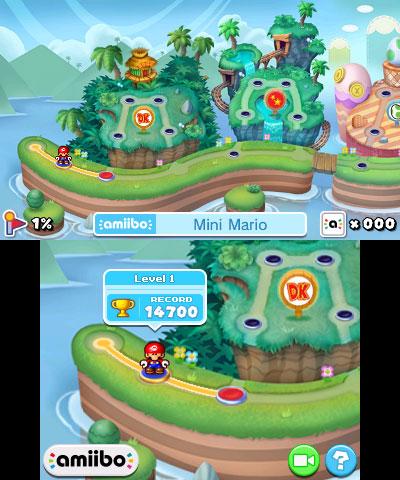 DK
1%
amiibo
Mini Mario
a
×000
Level 1
RECORD
14700
DK
amiibo
?